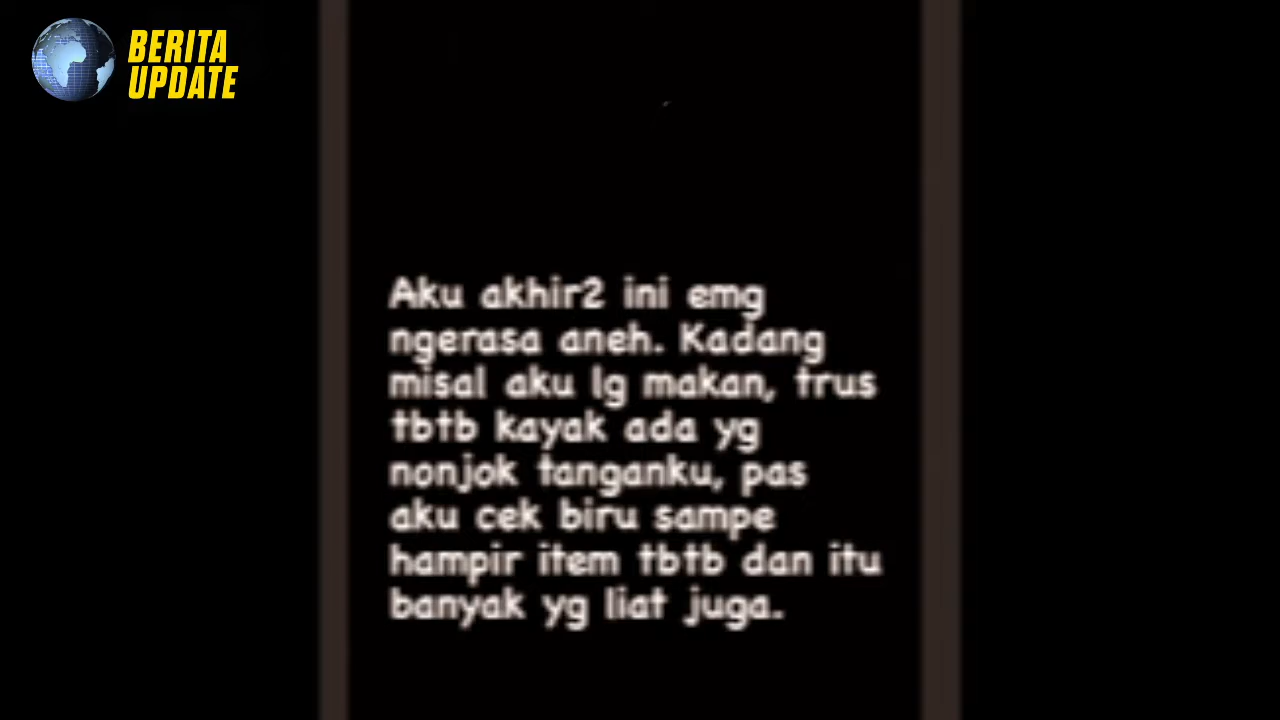 BERITA
UPDATE
Aku akhir2 ini emg
ngerasa aneh. Kadang
misal aku lg makan, trus
tbtb kayak ada yg
nonjok tanganku, pas
aku cek biru sampe
hampir item tbtb dan itu
banyak yg liat juga.